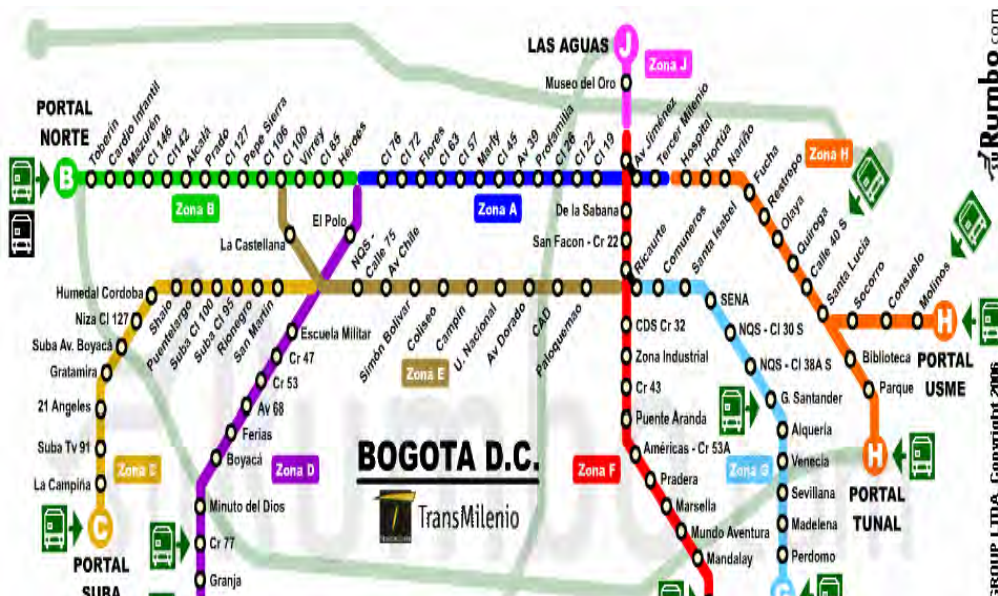 LAS AGUAS
J
Zona J
Museo del Oro
PORTAL
NORTE
B
Toberín
Cardio Infantil
Mazurén
Cl 146
Cl142
Alcalá
Prado
Cl 127
Pepe Sierra
Cl 106
Cl 100
Virrey
Cl 85
Héroes
Cl 76
Cl 72
Flores
Cl 63
Cl 57
Marly
Cl 45
Av 39
Profamilia
Cl 26
Cl 22
Cl 19
Av Jiménez
Tercer Milenio
Hospital
Hortúa
Nariño
Zona H
Fucha
Restrepo
Olaya
Quiroga
Calle 40 S
Santa Lucía
Socorro
Consuelo
Molinos
H
PORTAL
USME
Biblioteca
Parque
H
PORTAL
TUNAL
Zona B
Zona A
El Polo
La Castellana
NQS -
Calle 75
Av Chile
De la Sabana
San Facon - Cr 22
Ricaurte
Comuneros
Santa Issbel
SENA
NQS - Cl 30 S
NQS - Cl 38A S
G. Santander
Alquería
Venecia
Sevillana
Madelena
Perdomo
Zona G
G
Humedal Cordoba
Niza Cl 127
Suba Av. Boyacá
Gratamira
21 Angeles
Suba Tv 91
La Campiña
C
PORTAL
SUBA
Shaio
Puentelargo
Suba Cl 100
Suba Cl 95
Rionegro
San Martín
Escuela Militar
Cr 47
Cr 53
Av 68
Ferias
Boyacá
Zona D
Minuto del Dios
Cr 77
Granja
Simón Bolívar
Coliseo
Campin
U. Nacional
Av Dorado
CAD
Paloquemao
Zona E
CDS Cr 32
Zona Industrial
Cr 43
Puente Aranda
Américas - Cr 53A
Pradera
Marsella
Mundo Aventura
Mandalay
Zona F
BOGOTA D.C.
TransMilenio
tuRumbo.com
GROUP LTDA. Copyright 2006